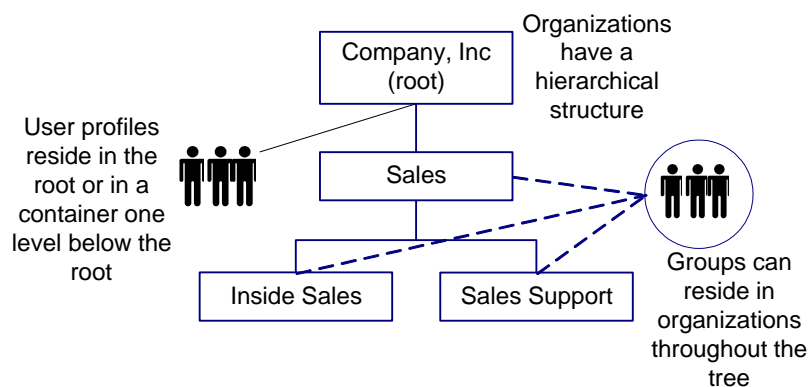 Organizations
have a
hierarchical
structure
Company, Inc
(root)
User profiles
reside in the
root or in a
container one
level below the
root
Sales
Inside Sales
Sales Support
Groups can
reside in
organizations
throughout the
tree